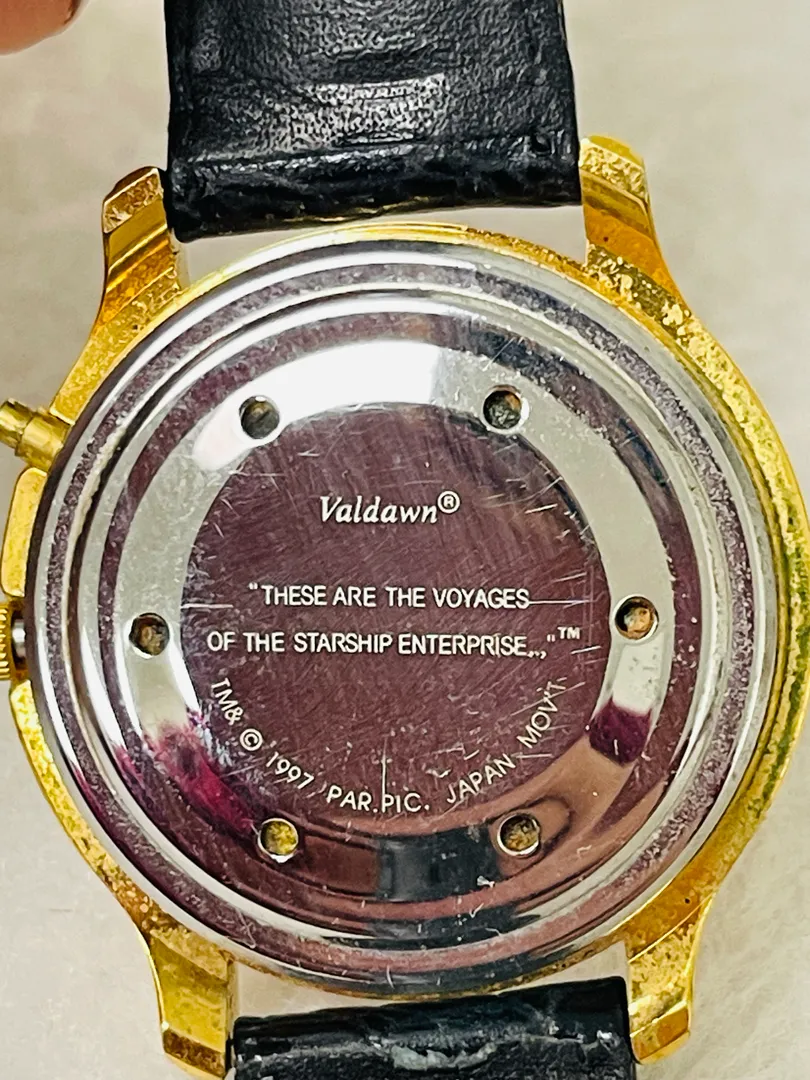 Valdawn®
"THESE ARE THE VOYAGES
OF THE STARSHIP ENTERPRISE..."™
TM& © 1997 PAR.PIC. JAPAN MOV'T